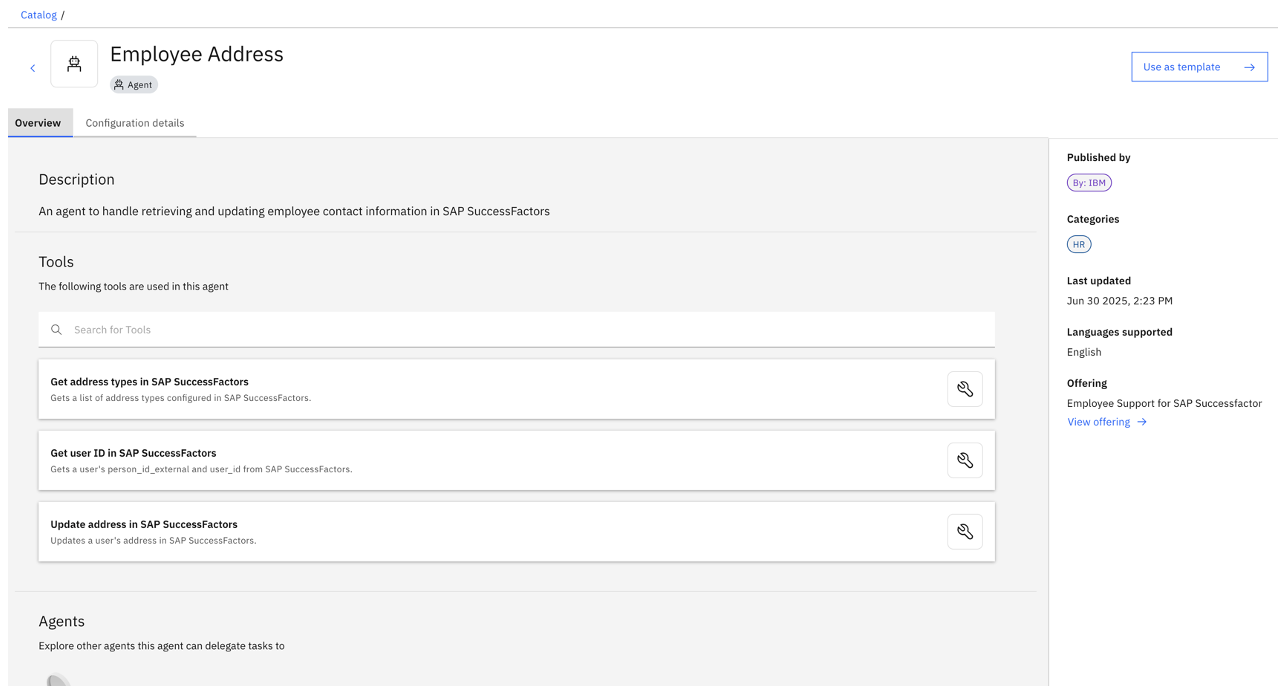 Catalog /
Employee Address
Agent
Use as template
Overview
Configuration details
Description
An agent to handle retrieving and updating employee contact information in SAP SuccessFactors
Tools
The following tools are used in this agent
Search for Tools
Get address types in SAP SuccessFactors
Gets a list of address types configured in SAP SuccessFactors.
Get user ID in SAP SuccessFactors
Gets a user's person_id_external and user_id from SAP SuccessFactors.
Update address in SAP SuccessFactors
Updates a user's address in SAP SuccessFactors.
Agents
Explore other agents this agent can delegate tasks to
Published by
By: IBM
Categories
HR
Last updated
Jun 30 2025, 2:23 PM
Languages supported
English
Offering
Employee Support for SAP Successfactor
View offering